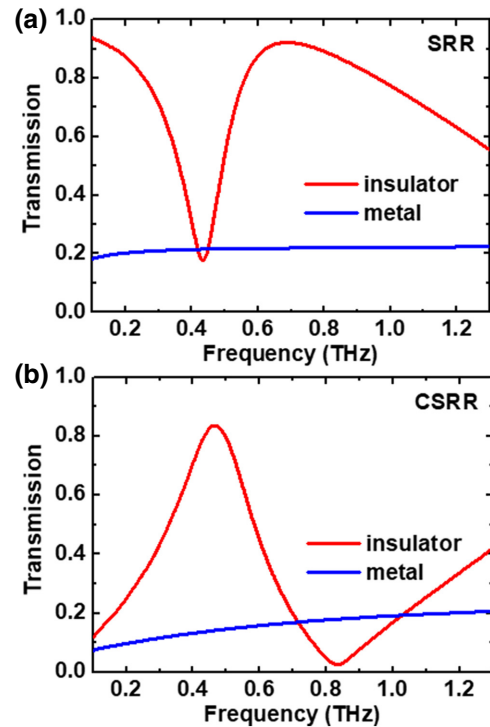 (a)
SRR
Transmission
1.0
0.8
0.6
0.4
0.2
0.0
insulator
metal
0.2 0.4 0.6 0.8 1.0 1.2
Frequency (THz)
(b)
CSRR
Transmission
1.0
0.8
0.6
0.4
0.2
0.0
insulator
metal
0.2 0.4 0.6 0.8 1.0 1.2
Frequency (THz)